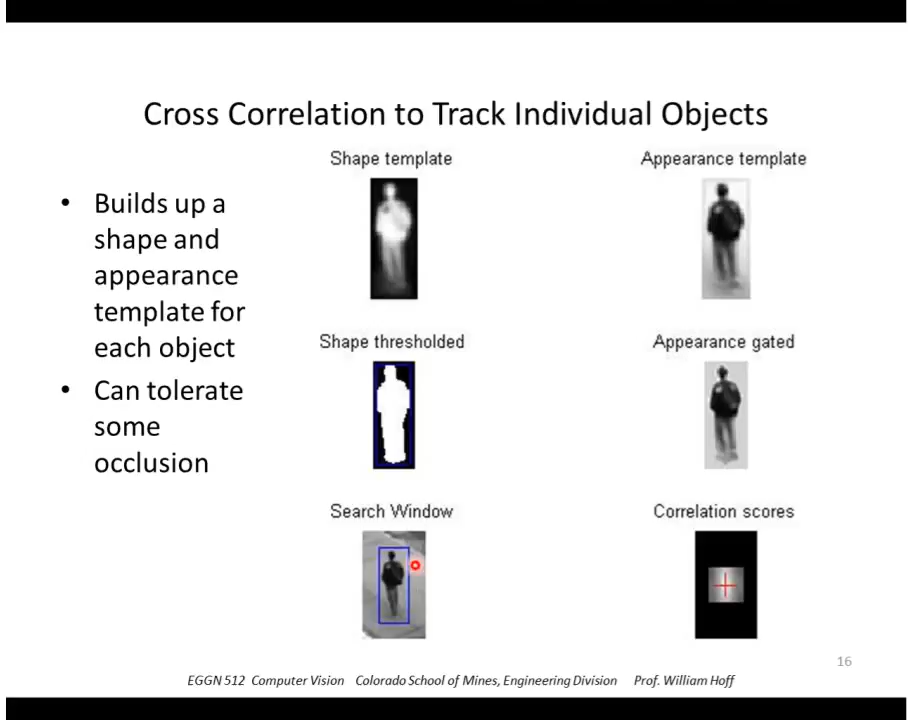 Cross Correlation to Track Individual Objects
• Builds up a
shape and
appearance
template for
each object
• Can tolerate
some
occlusion
Shape template
Appearance template
Shape thresholded
Appearance gated
Search Window
Correlation scores
16
EGGN 512 Computer Vision Colorado School of Mines, Engineering Division Prof. William Hoff